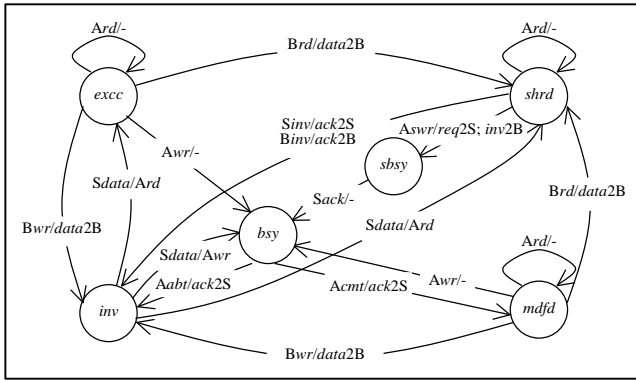 Ard/-
Ard/-
Brd/data2B
excc
shrd
Sinv/ack2S
Binv/ack2B
Aswr/req2S; inv2B
Awr/-
sbsy
Sdata/Ard
Sack/-
Brd/data2B
Bwr/data2B
Sdata/Ard
bsy
Ard/-
Sdata/Awr
Aabt/ack2S
Acmt/ack2S
Awr/-
inv
mdfd
Bwr/data2B